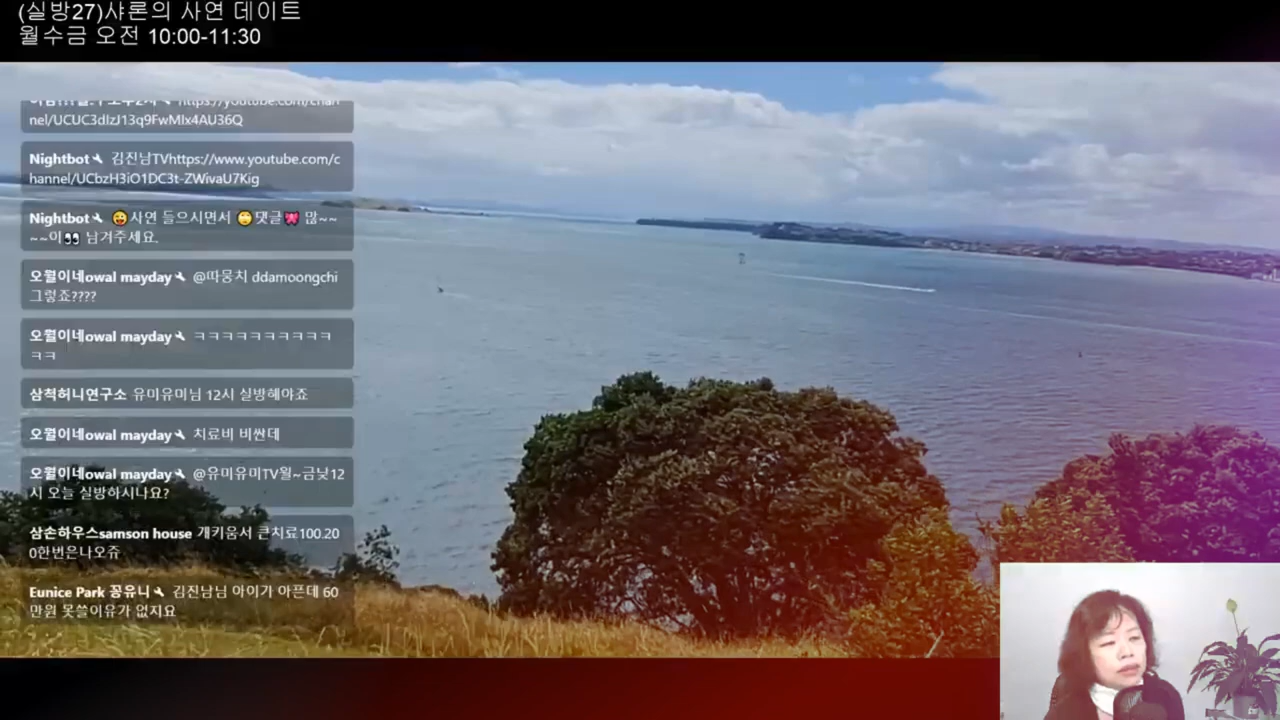 (실방27)샤론의 사연 데이트
월수금 오전 10:00-11:30
https://youtube.com/chan
nel/UCUC3dIzJ13q9FwMIx4AU36Q
Nightbot 김진남TVhttps://www.youtube.com/c
hannel/UCbzH3iO1DC3t-ZWivaU7Kig
Nightbot 😜사연 들으시면서 🙄댓글🎀 많~~
~~이👀 남겨주세요.
오월이네owal mayday @따뭉치 ddamoongchi
그렇죠????
오월이네owal mayday ㅋㅋㅋㅋㅋㅋㅋㅋㅋㅋ
ㅋㅋ
삼척허니연구소 유미유미님 12시 실방해야죠
오월이네owal mayday 치료비 비싼데
오월이네owal mayday @유미유미TV월~금낮12
시 오늘 실방하시나요?
삼손하우스samson house 개키움서 큰치료100.20
0한번은나오쥬
Eunice Park 꽁유니 김진남님 아이가 아픈데 60
만원 못쓸이유가 없지요